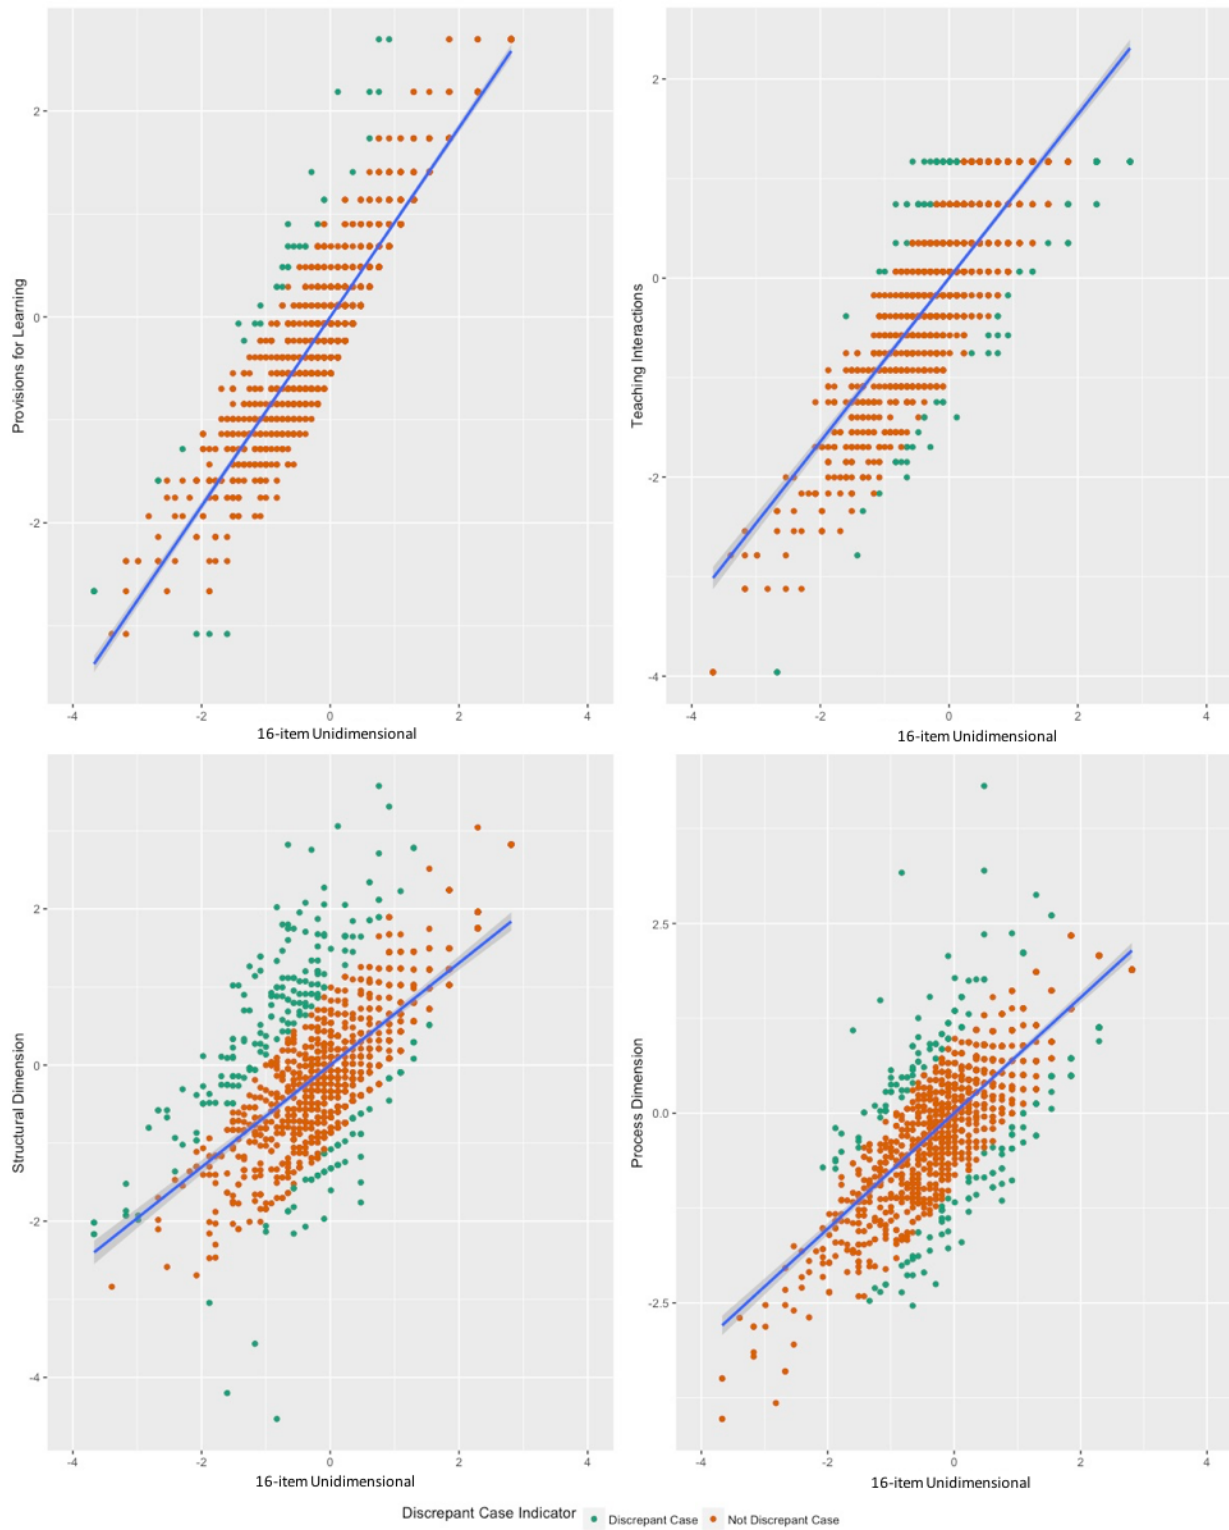 2
0
-2
Provisions for Learning
-4 -2 0 2 4
16-item Unidimensional
2
0
-2
-4
Teaching Interactions
-4 -2 0 2 4
16-item Unidimensional
2
0
-2
-4
Structural Dimension
-4 -2 0 2 4
16-item Unidimensional
2.5
0.0
-2.5
Process Dimension
-4 -2 0 2 4
16-item Unidimensional
Discrepant Case Indicator Discrepant Case Not Discrepant Case